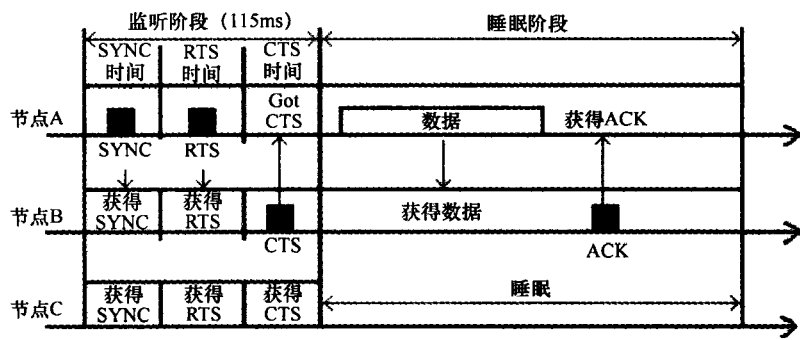 监听阶段（115ms）
睡眠阶段
SYNC
时间
RTS
时间
CTS
时间
节点A
Got
CTS
数据
获得ACK
SYNC
RTS
节点B
获得
SYNC
获得
RTS
获得数据
CTS
ACK
节点C
获得
SYNC
获得
RTS
获得
CTS
睡眠